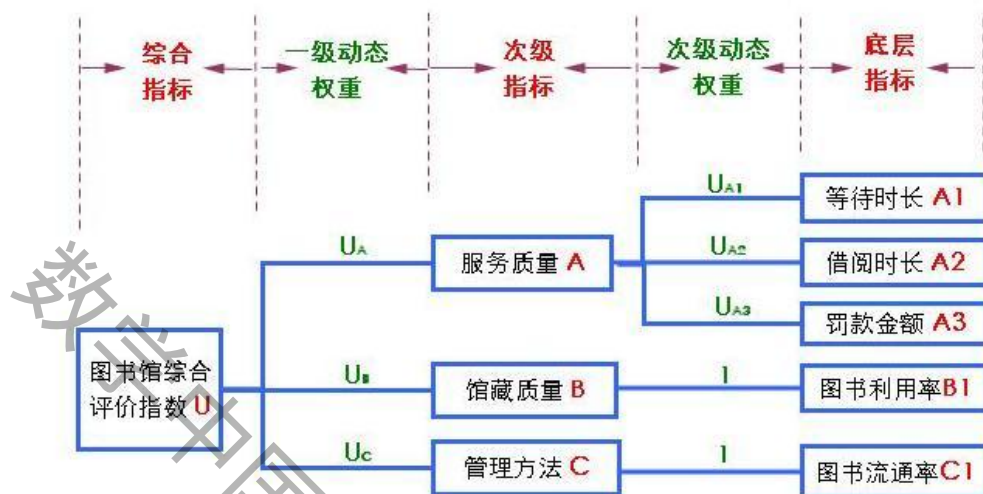 综合
指标
一级动态
权重
次级
指标
次级动态
权重
底层
指标
UA1
等待时长 A1
UA
服务质量 A
UA2
借阅时长 A2
UA3
罚款金额 A3
图书馆综合
评价指数 U
UB
馆藏质量 B
1
图书利用率B1
UC
管理方法 C
1
图书流通率C1
数学中国